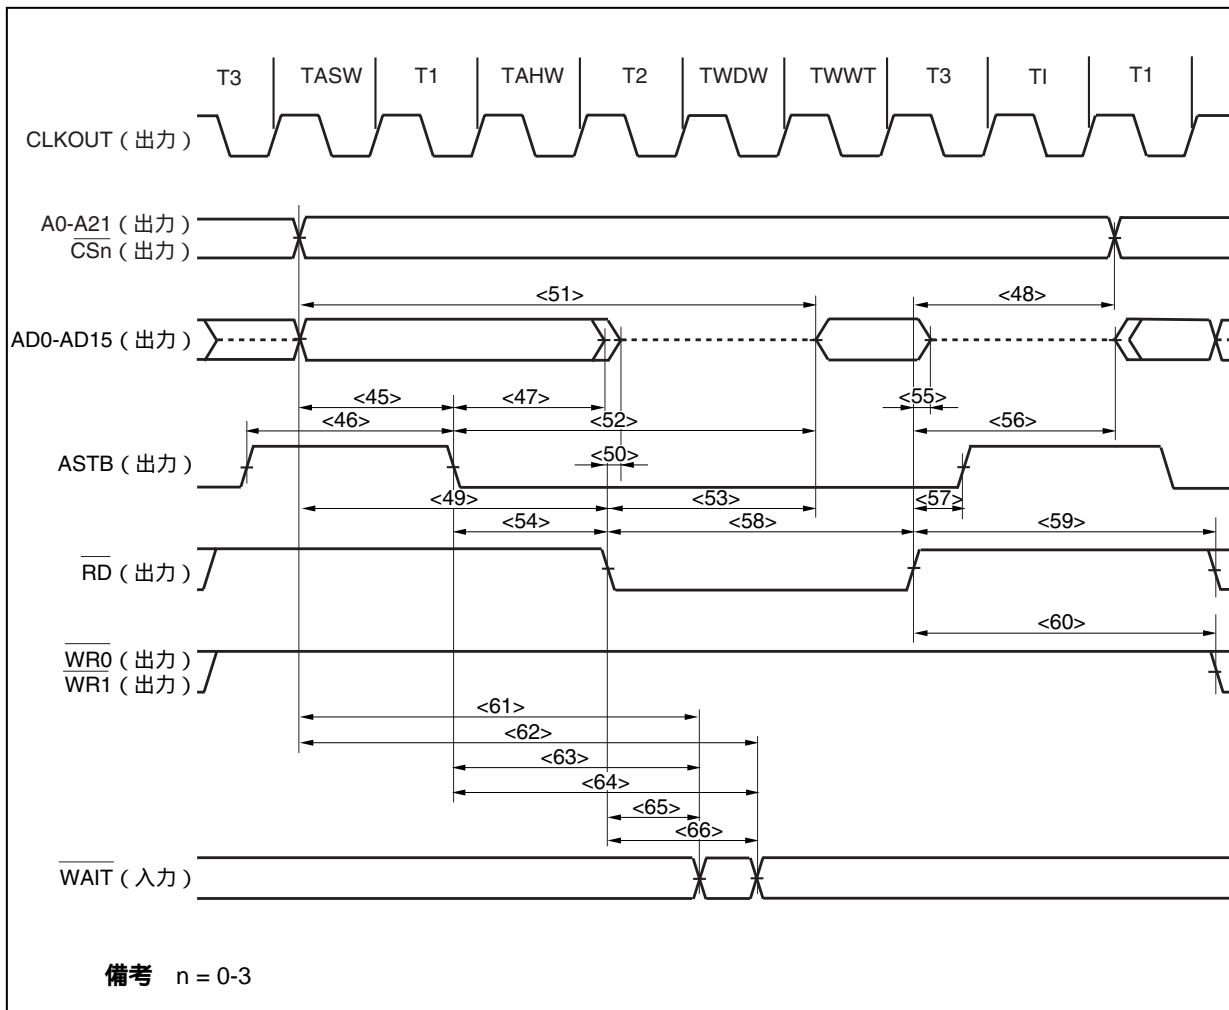 T3 TASW T1 TAHW T2 TWDW TWWT T3 TI T1
CLKOUT（出力）
A0-A21（出力）
CSn（出力）
<51> <48>
AD0-AD15（出力）
<45> <47> <55>
<46> <52> <56>
ASTB（出力） <50>
<49> <53> <57>
<54> <58> <59>
RD（出力）
<60>
WR0（出力）
WR1（出力）
<61>
<62>
<63>
<64>
<65>
<66>
WAIT（入力）
備考 n = 0-3